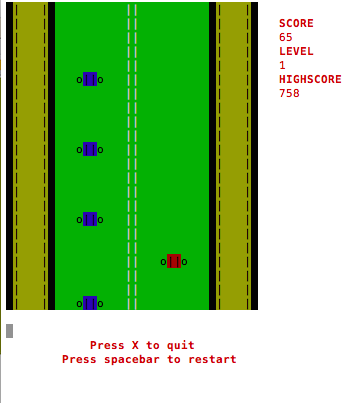 SCORE
65
LEVEL
1
HIGHSCORE
758
Press X to quit
Press spacebar to restart